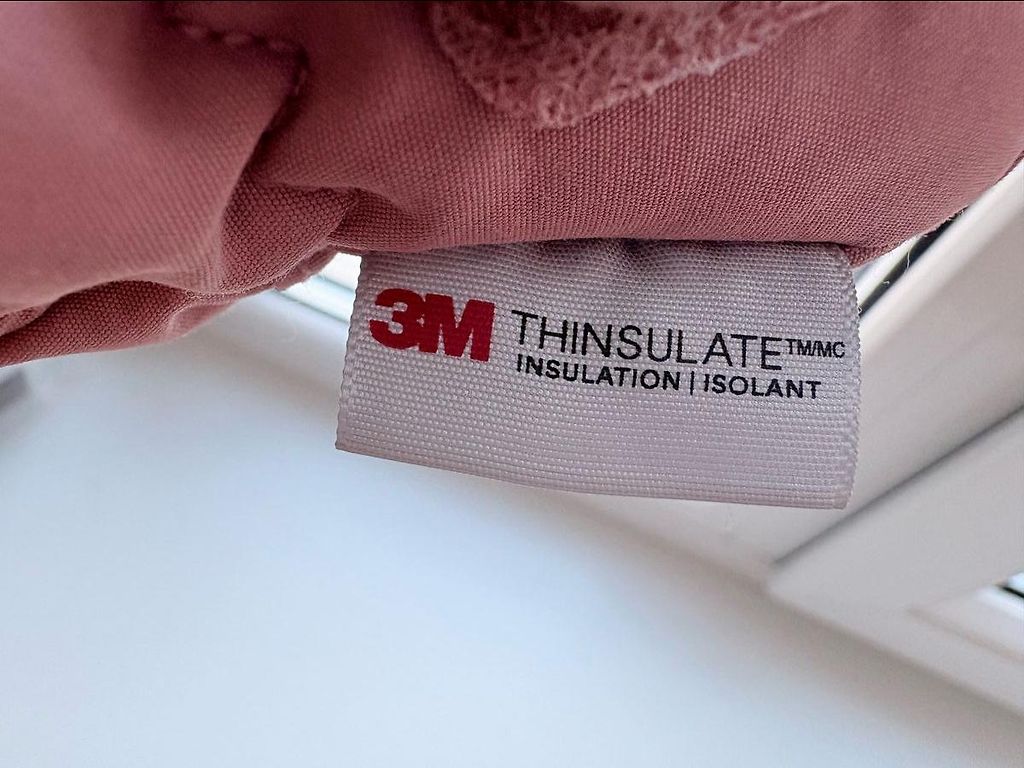 3M THINSULATE™/MC
INSULATION | ISOLANT